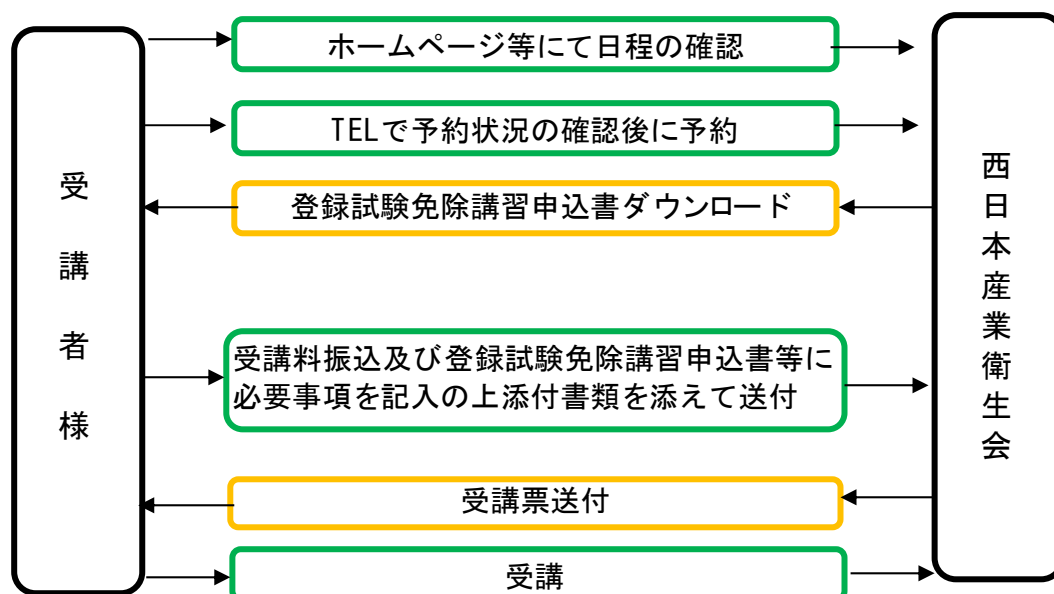 受講者様
ホームページ等にて日程の確認
TELで予約状況の確認後に予約
登録試験免除講習申込書ダウンロード
受講料振込及び登録試験免除講習申込書等に
必要事項を記入の上添付書類を添えて送付
受講票送付
受講
西日本産業衛生会